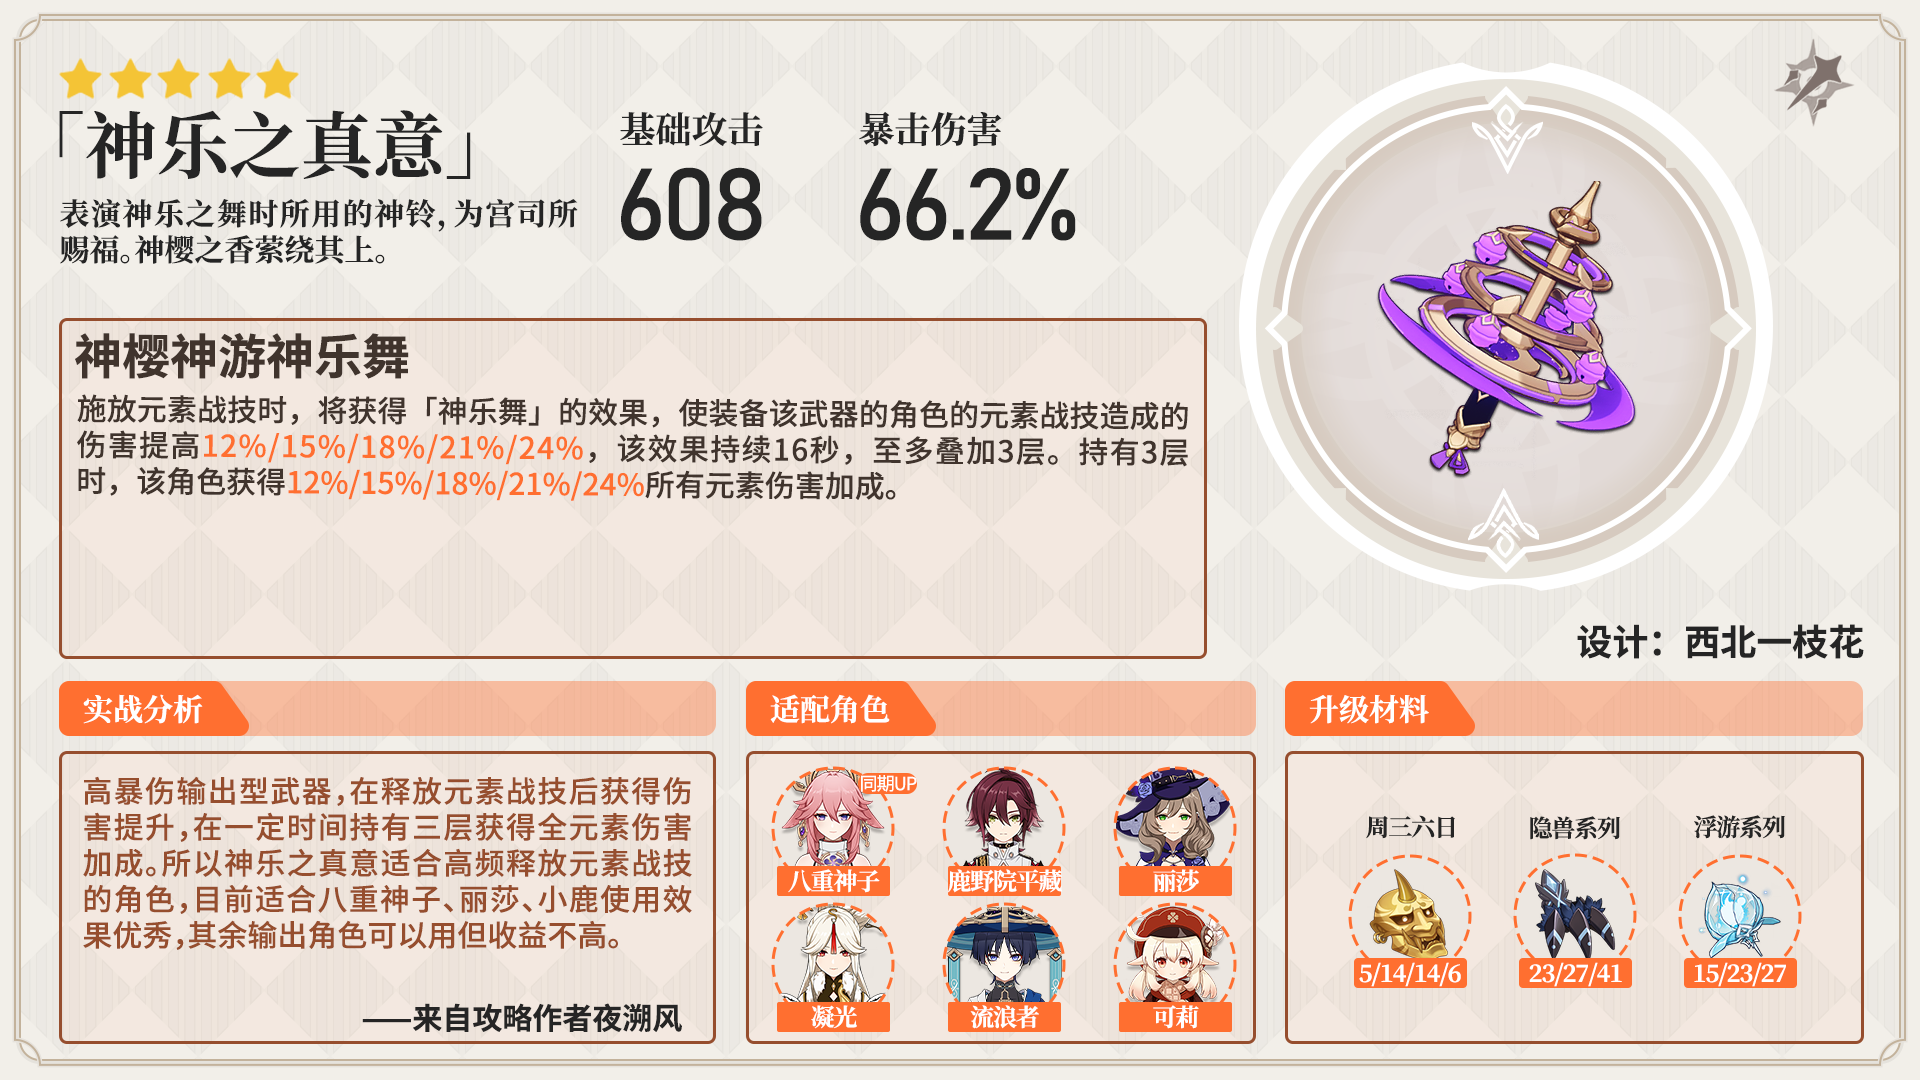 「神乐之真意」
表演神乐之舞时所用的神铃，为宫司所
赐福。神樱之香萦绕其上。
基础攻击
608
暴击伤害
66.2%
神樱神游神乐舞
施放元素战技时，将获得「神乐舞」的效果，使装备该武器的角色的元素战技造成的
伤害提高12%/15%/18%/21%/24%，该效果持续16秒，至多叠加3层。持有3层
时，该角色获得12%/15%/18%/21%/24%所有元素伤害加成。
设计：西北一枝花
实战分析
高暴伤输出型武器，在释放元素战技后获得伤
害提升，在一定时间持有三层获得全元素伤害
加成。所以神乐之真意适合高频释放元素战技
的角色，目前适合八重神子、丽莎、小鹿使用效
果优秀，其余输出角色可以用但收益不高。
——来自攻略作者夜溯风
适配角色
同期UP
八重神子
鹿野院平藏
丽莎
凝光
流浪者
可莉
升级材料
周三六日
隐兽系列
浮游系列
5/14/14/6
23/27/41
15/23/27